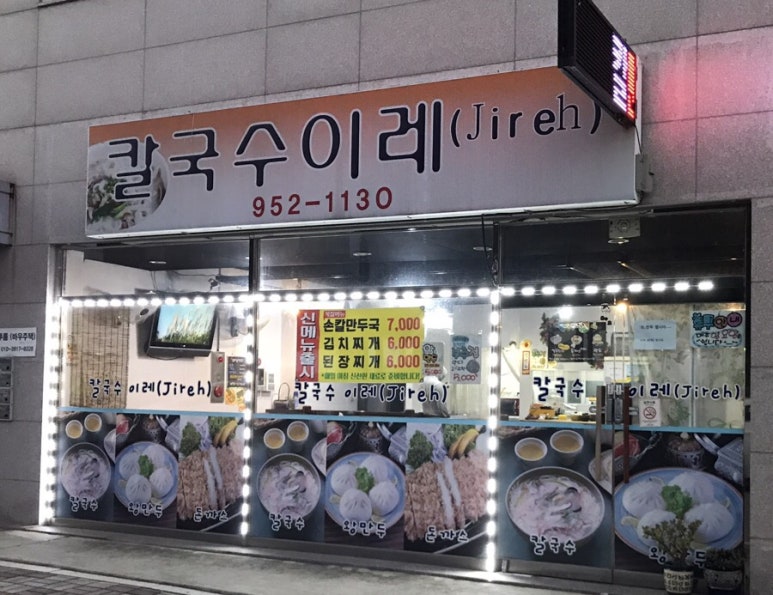 칼국수이레(Jireh)
952-1130
신메뉴출시
손칼만두국 7,000
김치찌개 6,000
된장찌개 6,000
칼국수 이레(Jireh)
칼국수 이레(Jireh)
칼국수 이레(Jireh)
칼국수
왕만두
돈까스
칼국수
왕만두
돈까스
칼국수
왕만두